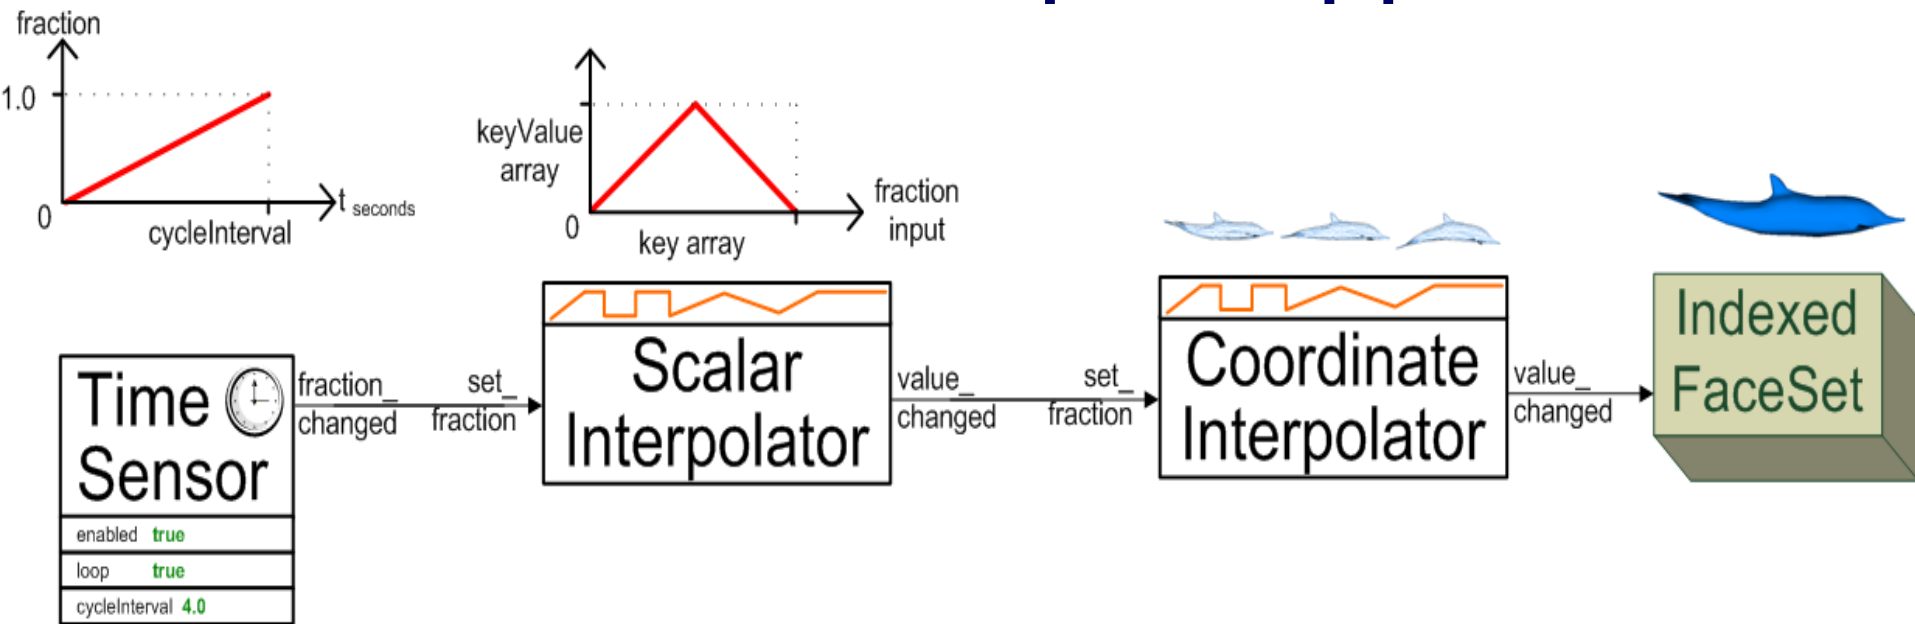 fraction
1.0
0
t seconds
cycleInterval
keyValue
array
0
key array
fraction
input
Time
Sensor
enabled true
loop true
cycleInterval 4.0
fraction_
changed
set_
fraction
Scalar
Interpolator
value_
changed
set_
fraction
Coordinate
Interpolator
value_
changed
Indexed
FaceSet